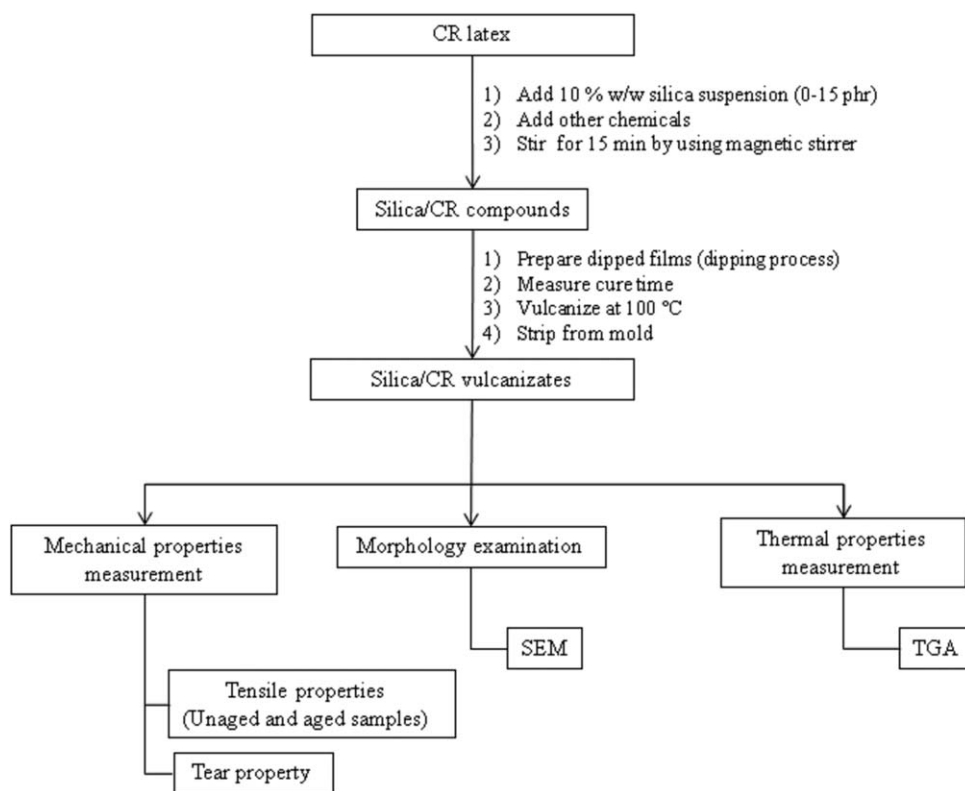 CR latex
1) Add 10 % w/w silica suspension (0-15 phr)
2) Add other chemicals
3) Stir for 15 min by using magnetic stirrer
Silica/CR compounds
1) Prepare dipped films (dipping process)
2) Measure cure time
3) Vulcanize at 100 °C
4) Strip from mold
Silica/CR vulcanizates
Mechanical properties
measurement
Morphology examination
Thermal properties
measurement
SEM
TGA
Tensile properties
(Unaged and aged samples)
Tear property